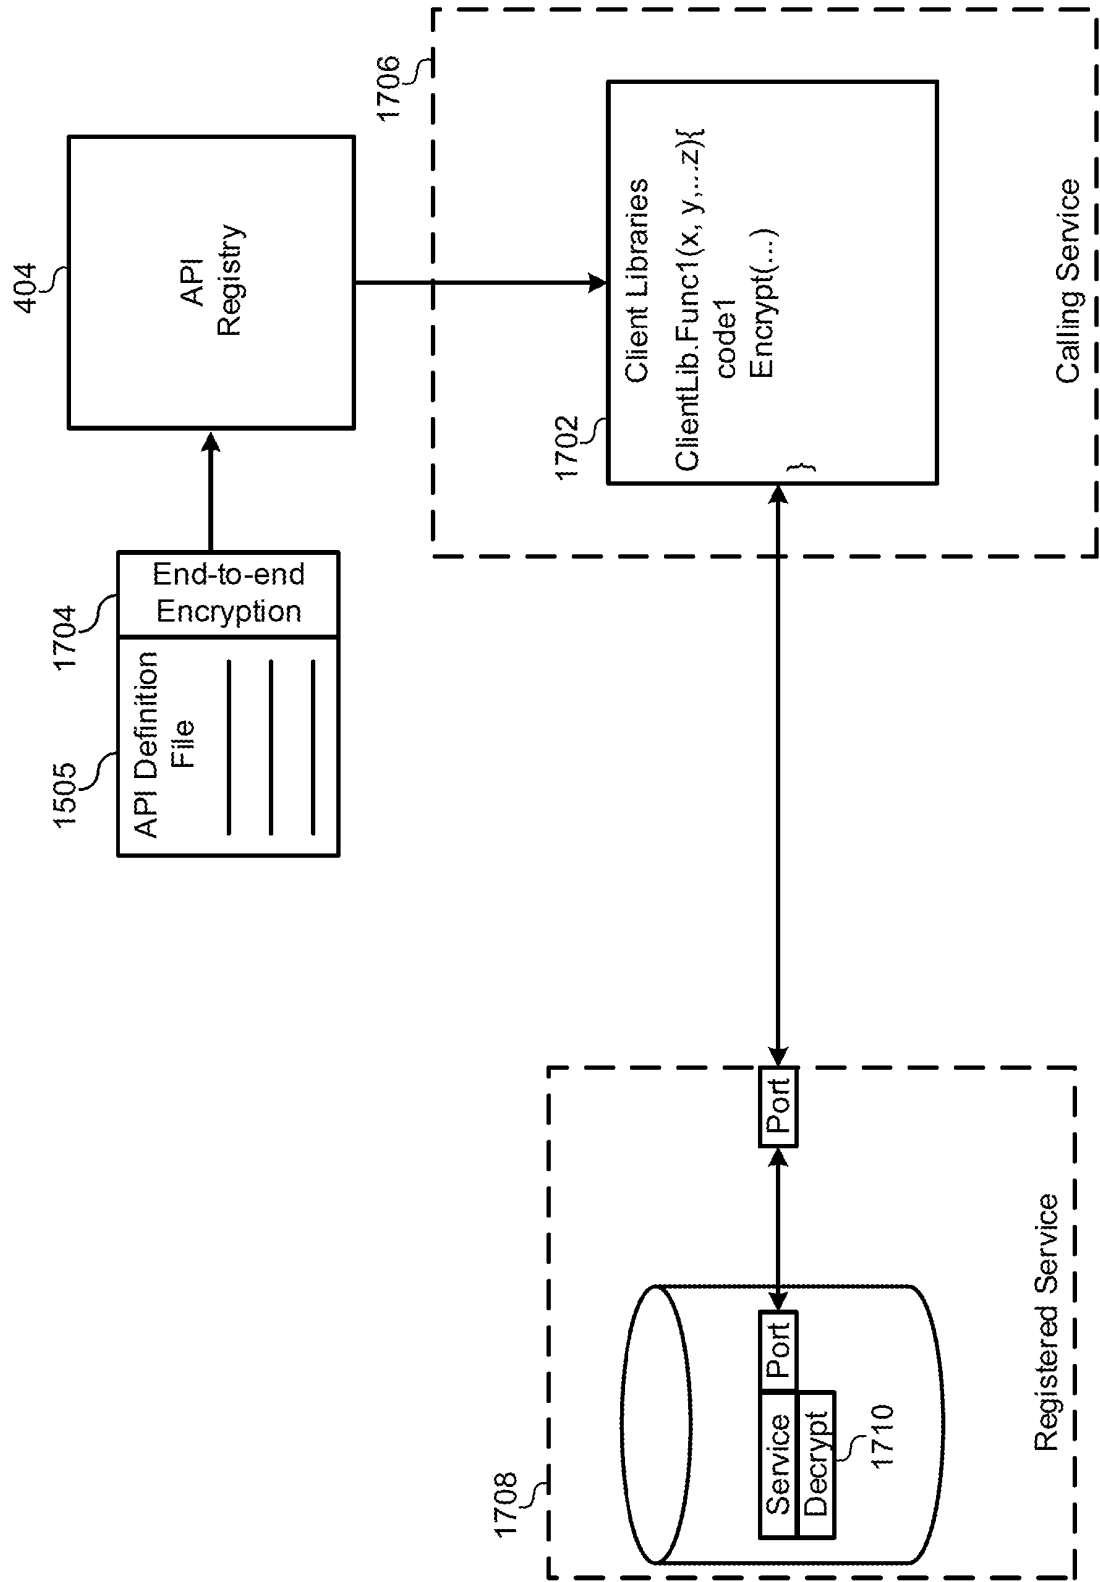 1505
API Definition
File
1704
End-to-end
Encryption
404
API
Registry
1708
Service
Decrypt
1710
Port
Port
Registered Service
1706
1702
Client Libraries
ClientLib.Func1(x, y,...z){
code1
Encrypt(...)
}
Calling Service